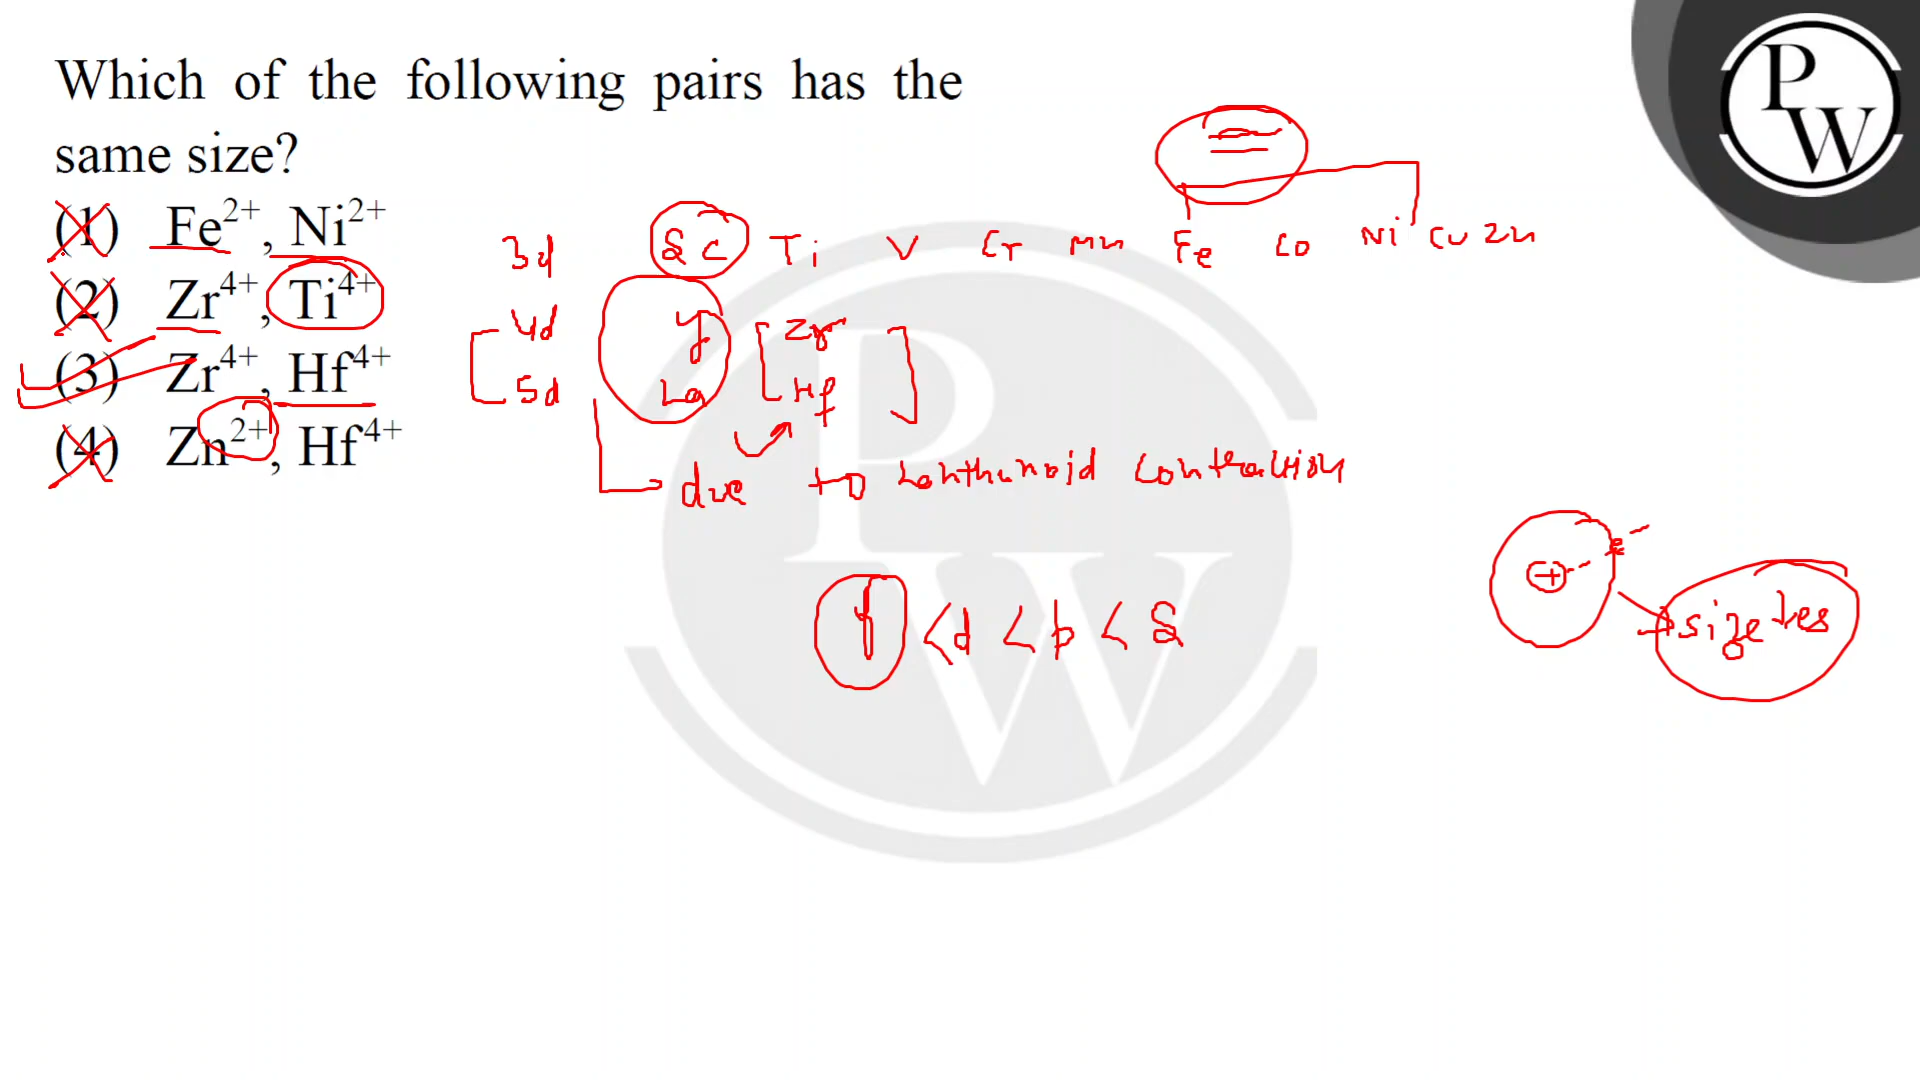 Which of the following pairs has the
same size?
(1) Fe2+, Ni2+
(2) Zr4+, Ti4+
(3) Zr4+, Hf4+
(4) Zn2+, Hf4+
3d Sc Ti V Cr Mn Fe Co Ni Cu Zn
4d Y Zr
5d La Hf
due to lanthanoid contraction
f < d < p < s
+ e-
size
PW
PW